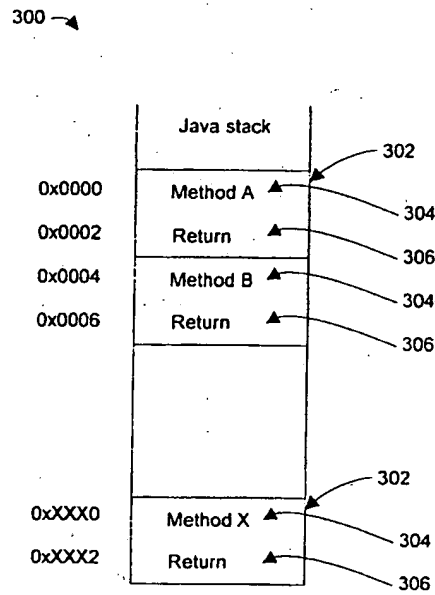 300
Java stack
302
0x0000 Method A
304
0x0002 Return
306
0x0004 Method B
304
0x0006 Return
306
302
0xXXX0 Method X
304
0xXXX2 Return
306